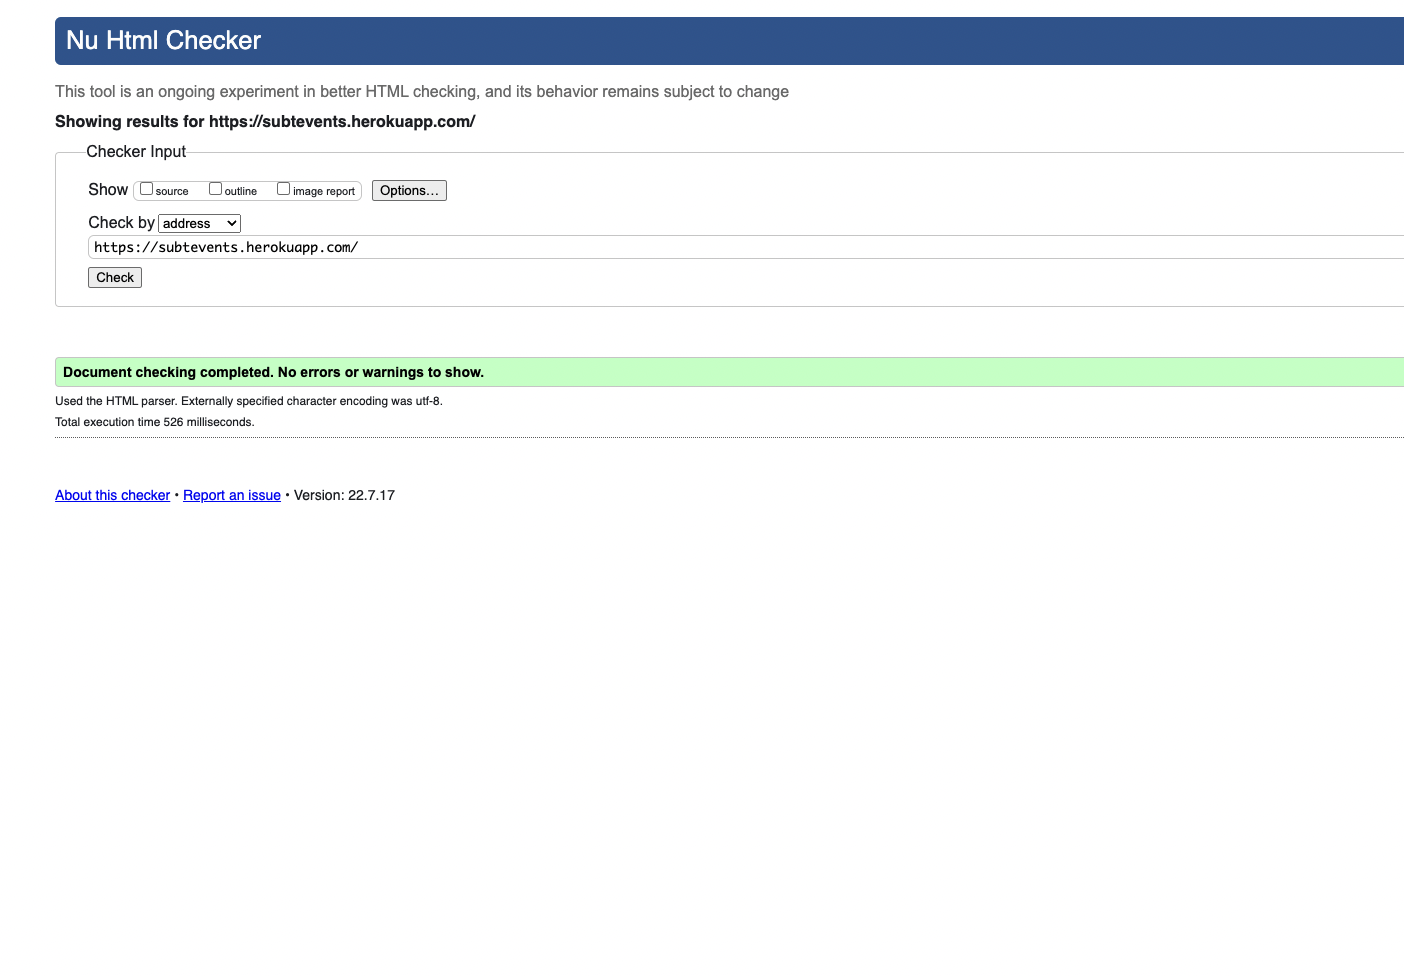 Nu Html Checker
This tool is an ongoing experiment in better HTML checking, and its behavior remains subject to change
Showing results for https://subtevents.herokuapp.com/
Checker Input
Show source outline image report Options...
Check by address
https://subtevents.herokuapp.com/
Check
Document checking completed. No errors or warnings to show.
Used the HTML parser. Externally specified character encoding was utf-8.
Total execution time 526 milliseconds.
About this checker • Report an issue • Version: 22.7.17